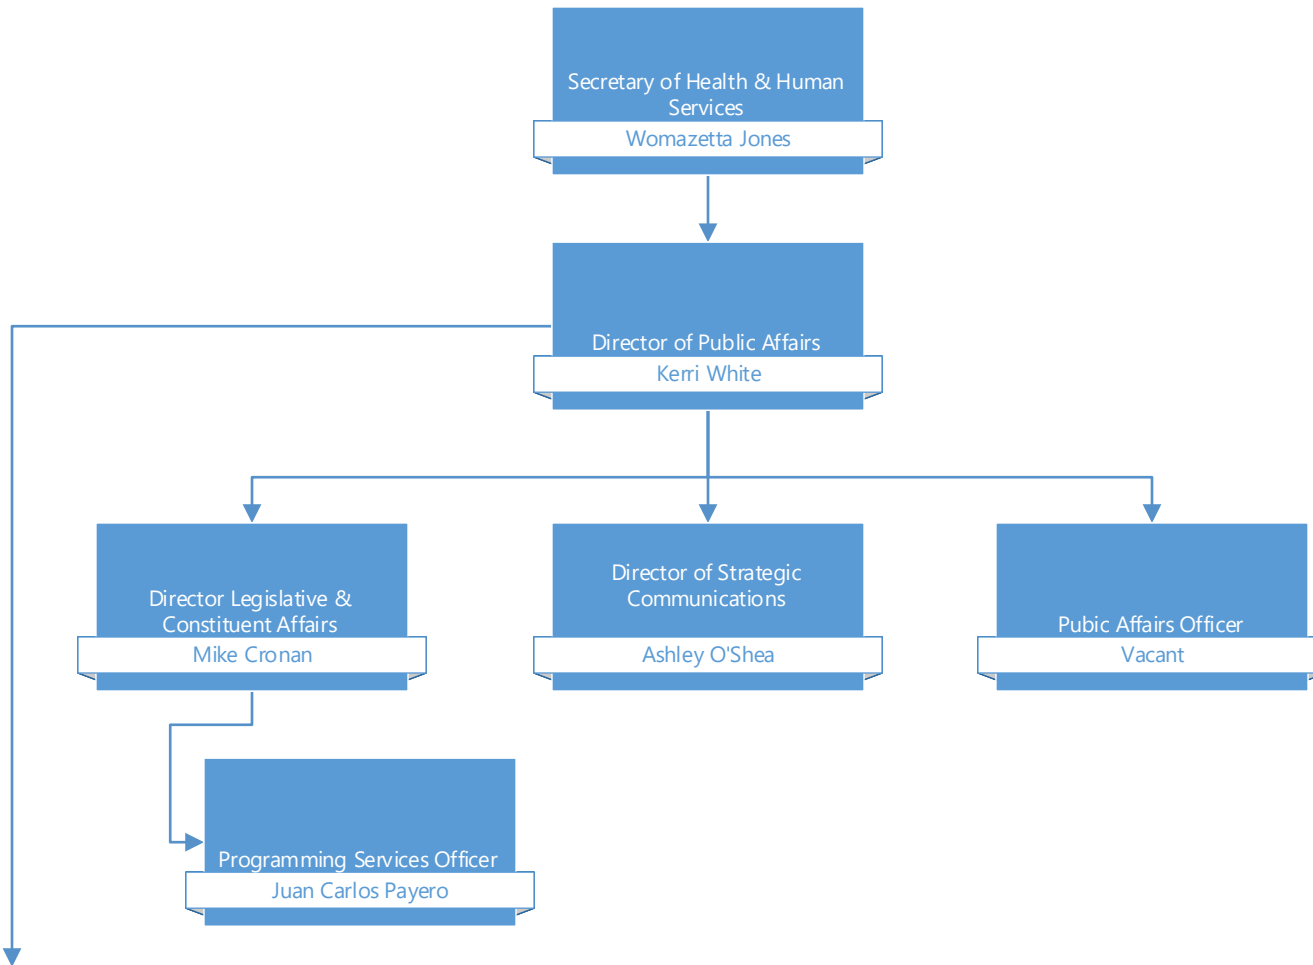 Secretary of Health & Human
Services
Womazetta Jones
Director of Public Affairs
Kerri White
Director Legislative &
Constituent Affairs
Mike Cronan
Director of Strategic
Communications
Ashley O'Shea
Pubic Affairs Officer
Vacant
Programming Services Officer
Juan Carlos Payero